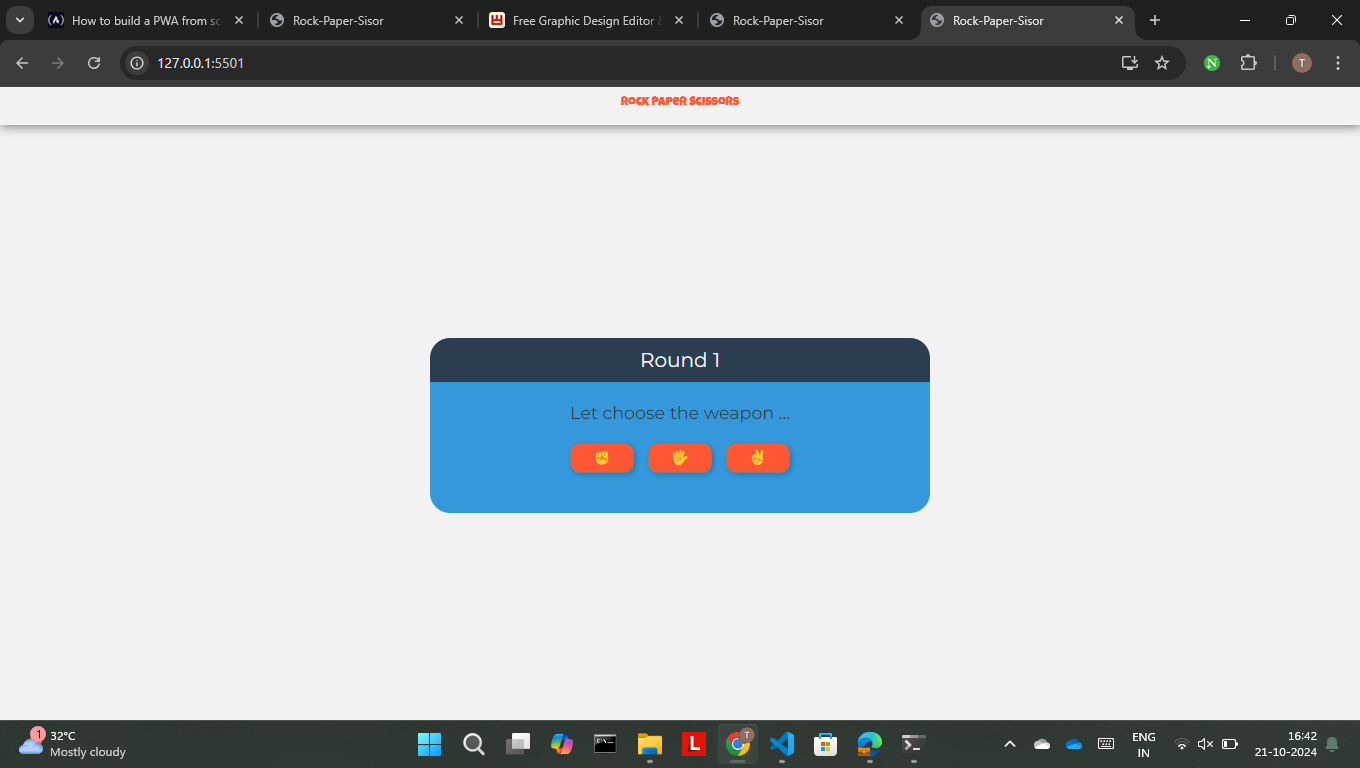 How to build a PWA from sc
Rock-Paper-Sisor
Free Graphic Design Editor &
Rock-Paper-Sisor
Rock-Paper-Sisor
127.0.0.1:5501
N
T
Rock Paper Scissors
Round 1
Let choose the weapon ...
1
32°C
Mostly cloudy
L
T
ENG
IN
16:42
21-10-2024